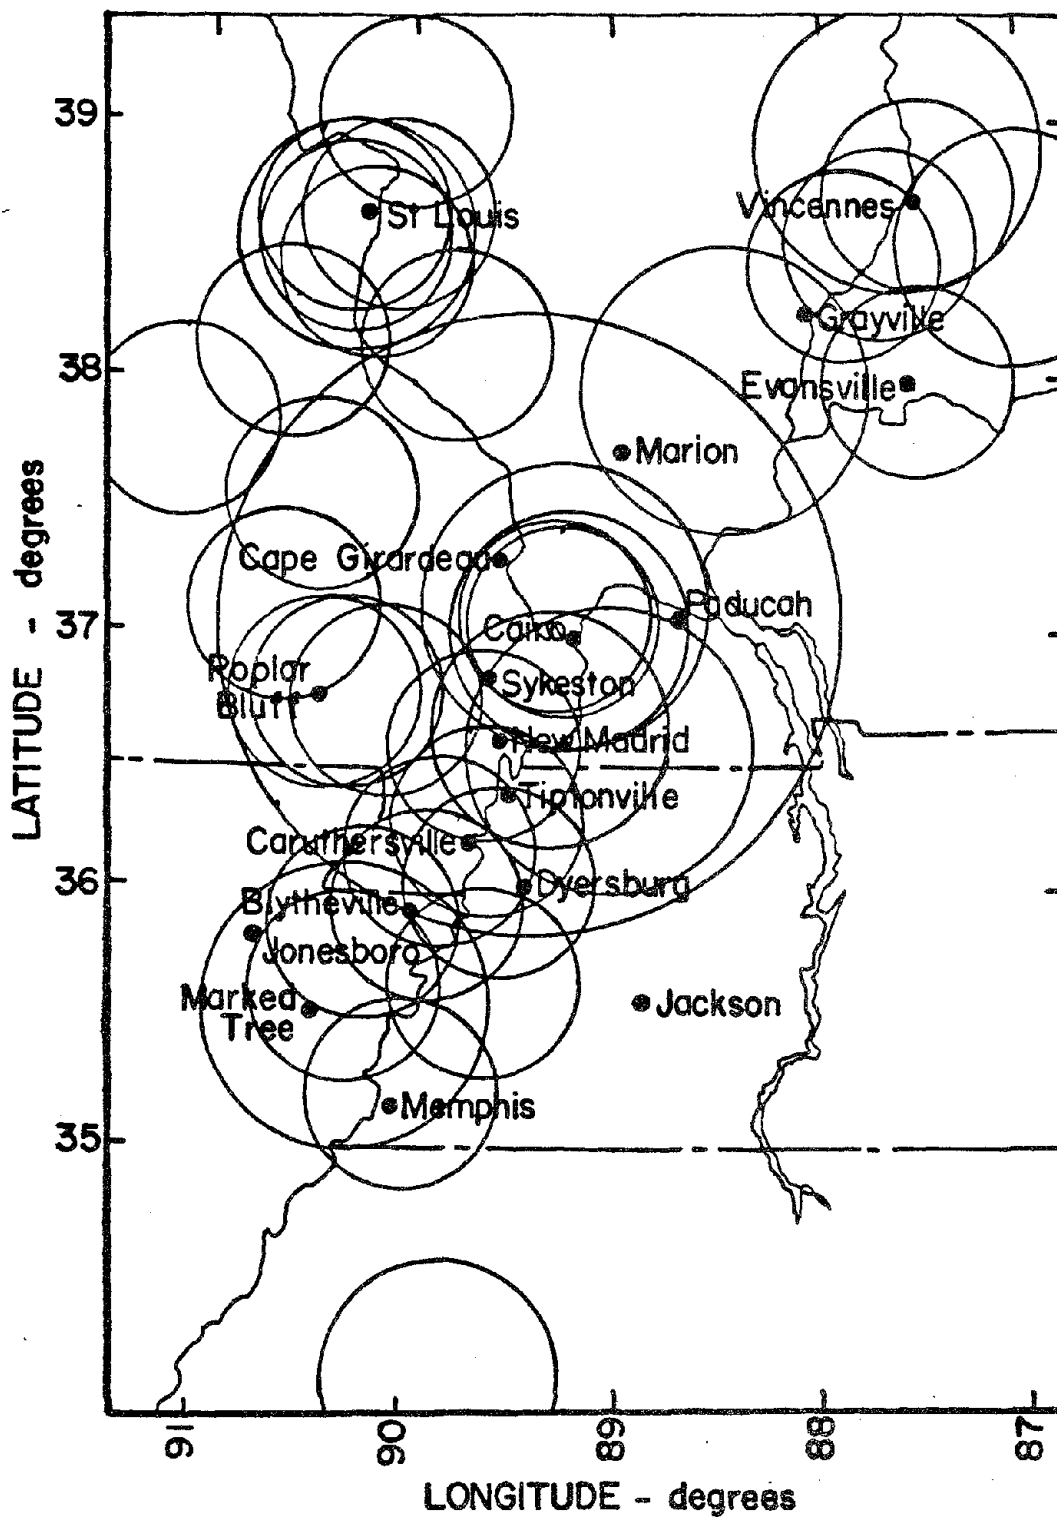 39
St Louis
Vincennes
Grayville
38
Evansville
Marion
Cape Girardeau
37
Paducah
Cairo
Poplar
Bluff
Sykeston
New Madrid
Tiptonville
Caruthersville
36
Dyersburg
Blytheville
Jonesboro
Marked
Tree
Jackson
Memphis
35
LATITUDE - degrees
91
90
89
88
87
LONGITUDE - degrees